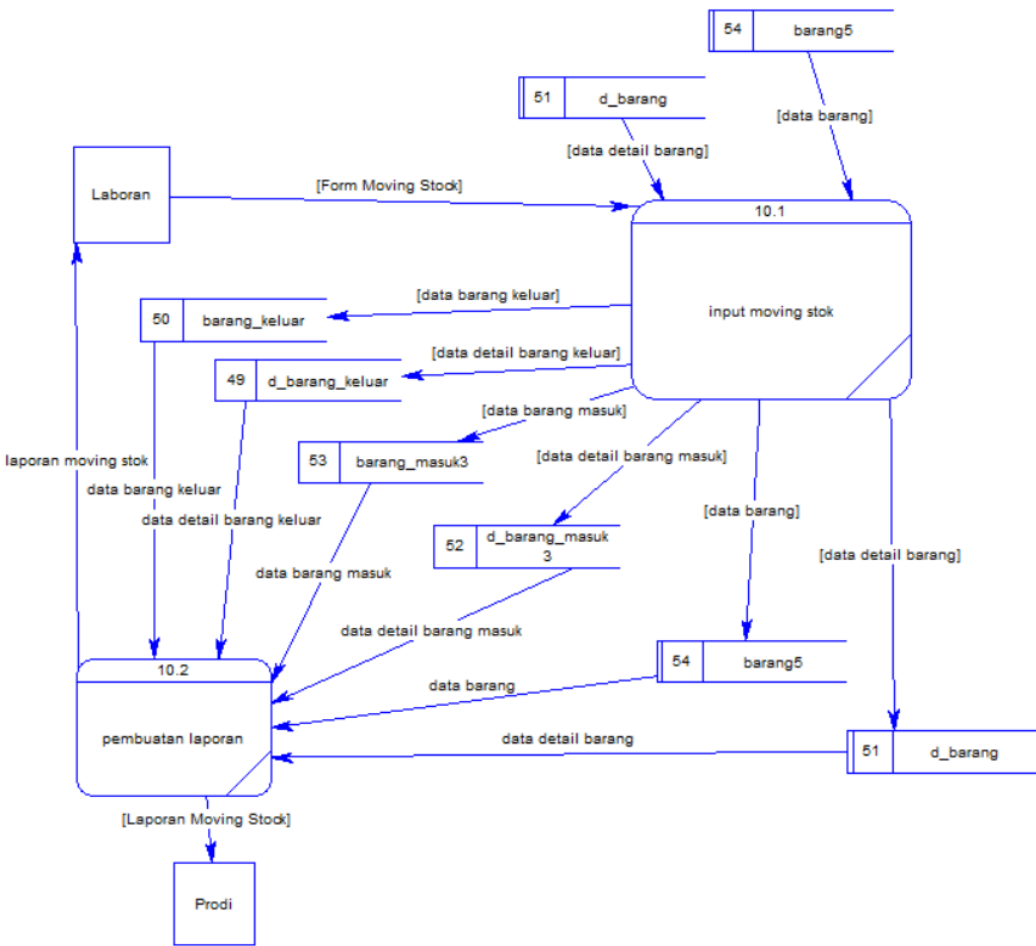 54 barang5
51 d_barang
[data barang]
[data detail barang]
Laboran
[Form Moving Stock]
10.1
input moving stok
[data barang keluar]
50 barang_keluar
[data detail barang keluar]
49 d_barang_keluar
[data barang masuk]
53 barang_masuk3
laporan moving stok
[data detail barang masuk]
data barang keluar
[data barang]
data detail barang keluar
52 d_barang_masuk
3
[data detail barang]
data barang masuk
data detail barang masuk
10.2
54 barang5
data barang
pembuatan laporan
data detail barang
51 d_barang
[Laporan Moving Stock]
Prodi